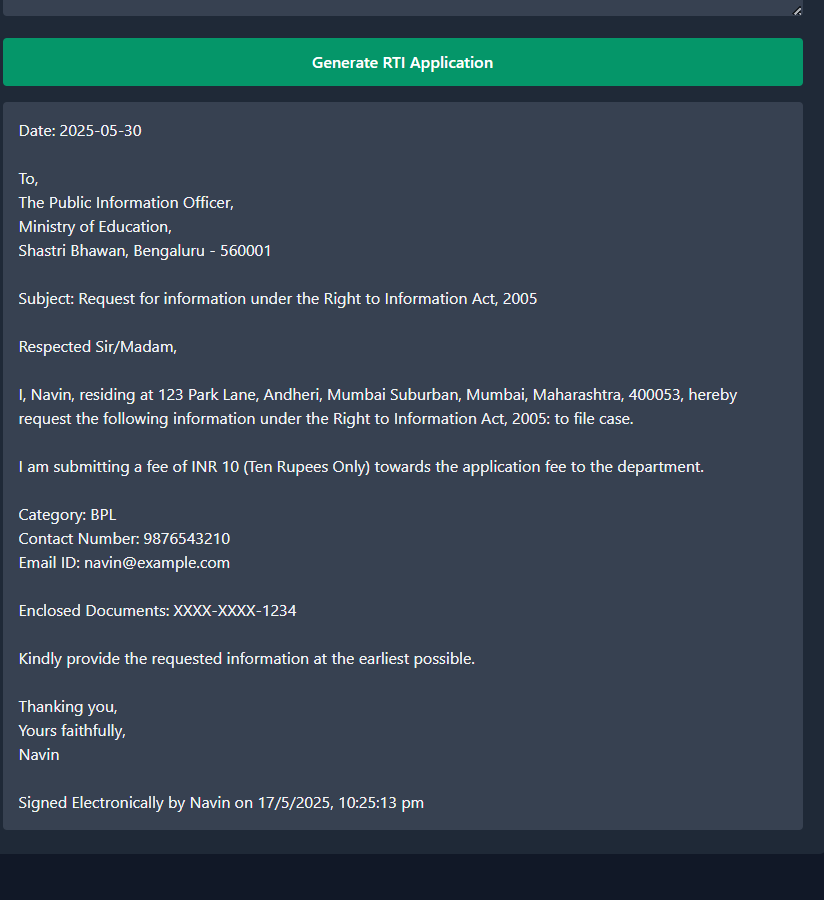 Generate RTI Application
Date: 2025-05-30
To,
The Public Information Officer,
Ministry of Education,
Shastri Bhawan, Bengaluru - 560001
Subject: Request for information under the Right to Information Act, 2005
Respected Sir/Madam,
I, Navin, residing at 123 Park Lane, Andheri, Mumbai Suburban, Mumbai, Maharashtra, 400053, hereby
request the following information under the Right to Information Act, 2005: to file case.
I am submitting a fee of INR 10 (Ten Rupees Only) towards the application fee to the department.
Category: BPL
Contact Number: 9876543210
Email ID: navin@example.com
Enclosed Documents: XXXX-XXXX-1234
Kindly provide the requested information at the earliest possible.
Thanking you,
Yours faithfully,
Navin
Signed Electronically by Navin on 17/5/2025, 10:25:13 pm